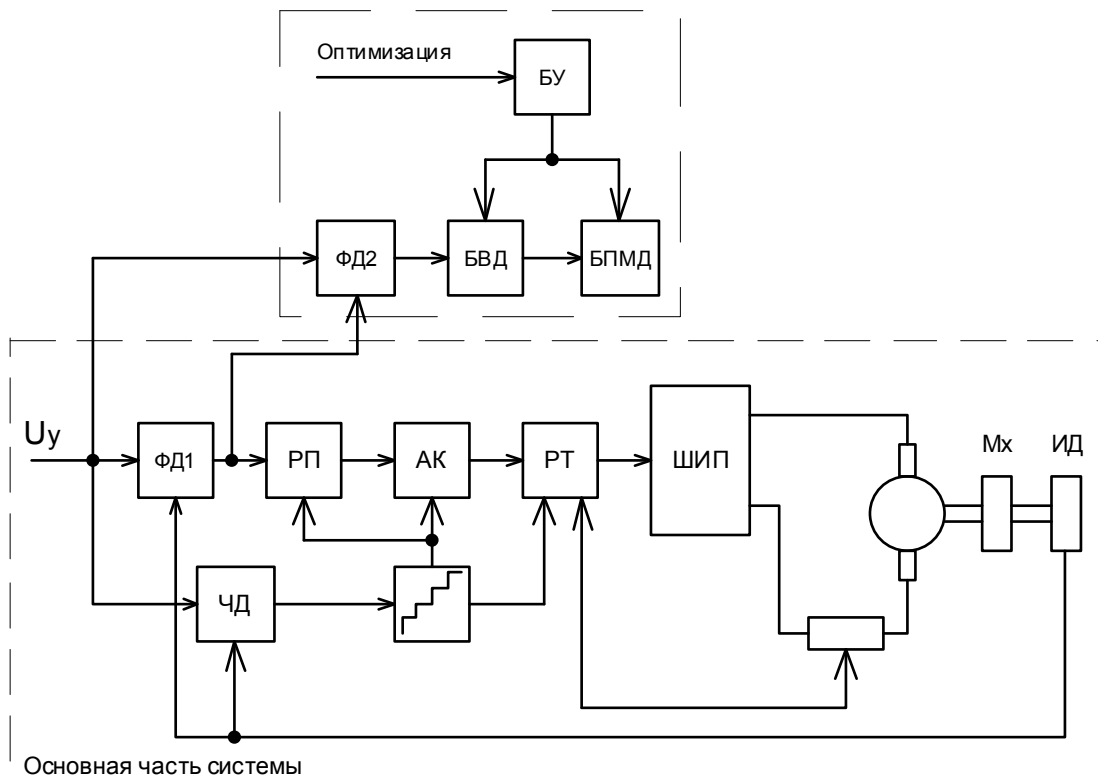 Оптимизация
БУ
ФД2
БВД
БПМД
Uу
ФД1
РП
АК
РТ
ШИП
Мх
ИД
ЧД
Основная часть системы